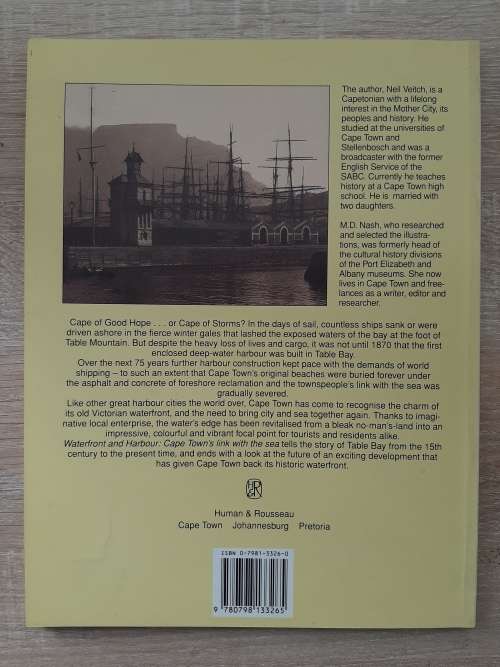 The author, Neil Veitch, is a
Capetonian with a lifelong
interest in the Mother City, its
peoples and history. He
studied at the universities of
Cape Town and
Stellenbosch and was a
broadcaster with the former
English Service of the
SABC. Currently he teaches
history at a Cape Town high
school. He is married with
two daughters.
M.D. Nash, who researched
and selected the illustra-
tions, was formerly head of
the cultural history divisions
of the Port Elizabeth and
Albany museums. She now
lives in Cape Town and free-
lances as a writer, editor and
researcher.
Cape of Good Hope . . . or Cape of Storms? In the days of sail, countless ships sank or were
driven ashore in the fierce winter gales that lashed the exposed waters of the bay at the foot of
Table Mountain. But despite the heavy loss of lives and cargo, it was not until 1870 that the first
enclosed deep-water harbour was built in Table Bay.
Over the next 75 years further harbour construction kept pace with the demands of world
shipping – to such an extent that Cape Town's original beaches were buried forever under
the asphalt and concrete of foreshore reclamation and the townspeople's link with the sea was
gradually severed.
Like other great harbour cities the world over, Cape Town has come to recognise the charm of
its old Victorian waterfront, and the need to bring city and sea together again. Thanks to imagi-
native local enterprise, the water's edge has been revitalised from a bleak no-man's-land into an
impressive, colourful and vibrant focal point for tourists and residents alike.
Waterfront and Harbour: Cape Town's link with the sea tells the story of Table Bay from the 15th
century to the present time, and ends with a look at the future of an exciting development that
has given Cape Town back its historic waterfront.
Human & Rousseau
Cape Town Johannesburg Pretoria
ISBN 0-7981-3326-0
9 780798 133265